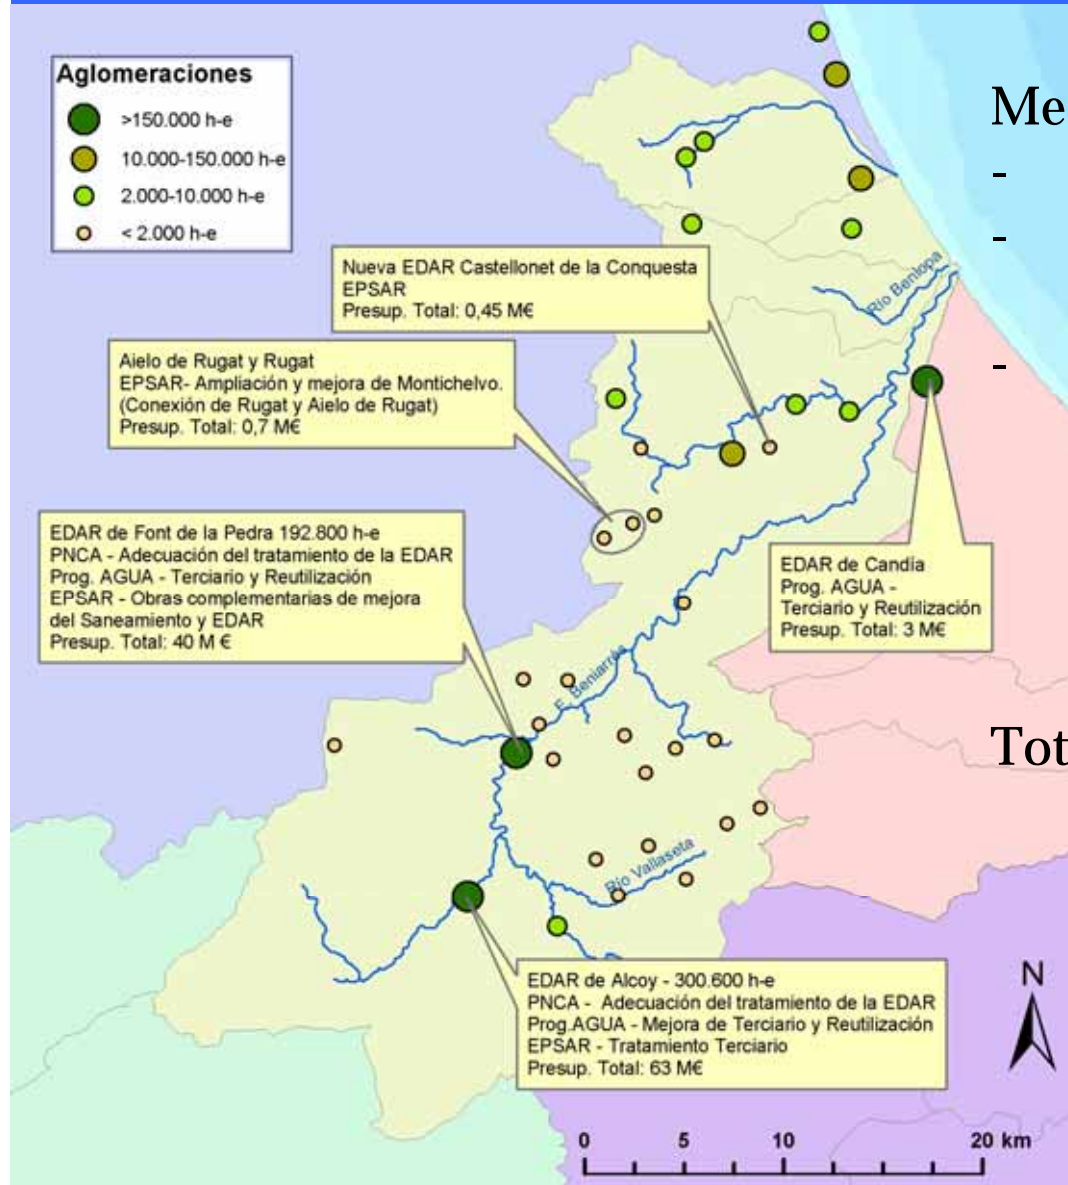 Aglomeraciones
>150.000 h-e
10.000-150.000 h-e
2.000-10.000 h-e
< 2.000 h-e
Me
-
-
-
Nueva EDAR Castellonet de la Conquesta
EPSAR
Presup. Total: 0,45 M€
Río Benlopa
Aielo de Rugat y Rugat
EPSAR- Ampliación y mejora de Montichelvo.
(Conexión de Rugat y Aielo de Rugat)
Presup. Total: 0,7 M€
EDAR de Font de la Pedra 192.800 h-e
PNCA - Adecuación del tratamiento de la EDAR
Prog. AGUA - Terciario y Reutilización
EPSAR - Obras complementarias de mejora
del Saneamiento y EDAR
Presup. Total: 40 M €
EDAR de Candía
Prog. AGUA -
Terciario y Reutilización
Presup. Total: 3 M€
E. Beniarrés
Tot
Río Vallaseta
EDAR de Alcoy - 300.600 h-e
PNCA - Adecuación del tratamiento de la EDAR
Prog.AGUA - Mejora de Terciario y Reutilización
EPSAR - Tratamiento Terciario
Presup. Total: 63 M€
N
0 5 10 20 km